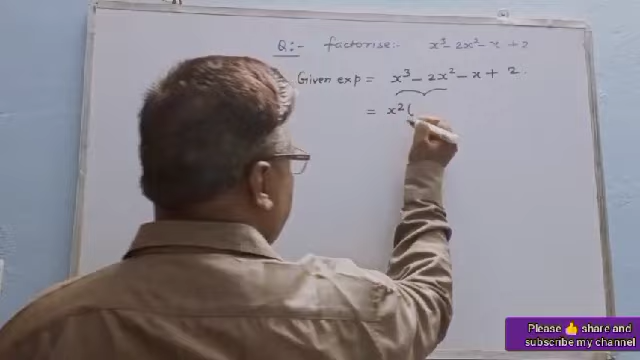 Q:- factorise:- x³ - 2x² - x + 2
Given exp = x³ - 2x² - x + 2.
= x² (
Please 👍 share and
subscribe my channel